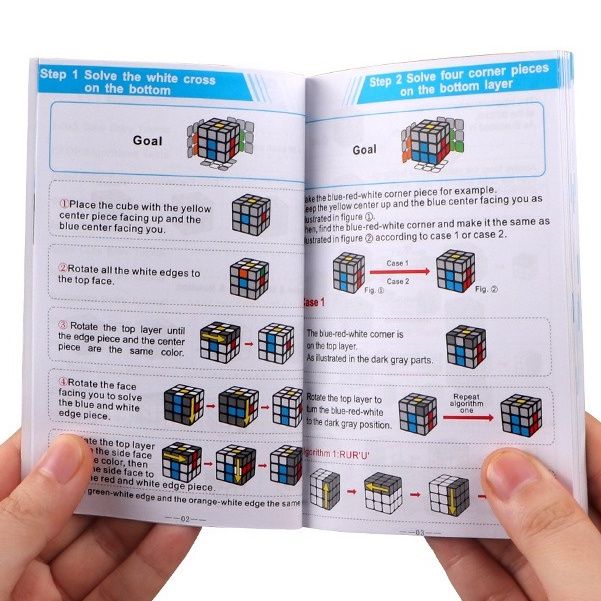 Step 1 Solve the white cross
on the bottom
Goal
①Place the cube with the yellow
center piece facing up and the
blue center facing you.
②Rotate all the white edges to
the top face.
③ Rotate the top layer until
the edge piece and the center
piece are the same color.
④Rotate the face
facing you to solve
the blue and white
edge piece.
the top layer
the side face
color, then
the side face to
the red and white edge piece.
green-white edge and the orange-white edge the same
——02——
Step 2 Solve four corner pieces
on the bottom layer
Goal
the blue-red-white corner piece for example.
the yellow center up and the blue center facing you as
illustrated in figure ①.
find the blue-red-white corner and make it the same as
illustrated in figure ② according to case 1 or case 2.
Case 1
Case 2
Fig. ①
Fig. ②
Case 1
The blue-red-white corner is
on the top layer.
As illustrated in the dark gray parts.
Rotate the top layer to
turn the blue-red-white
to the dark gray position.
Repeat
algorithm
one
lgorithm 1:RUR'U'
——03——